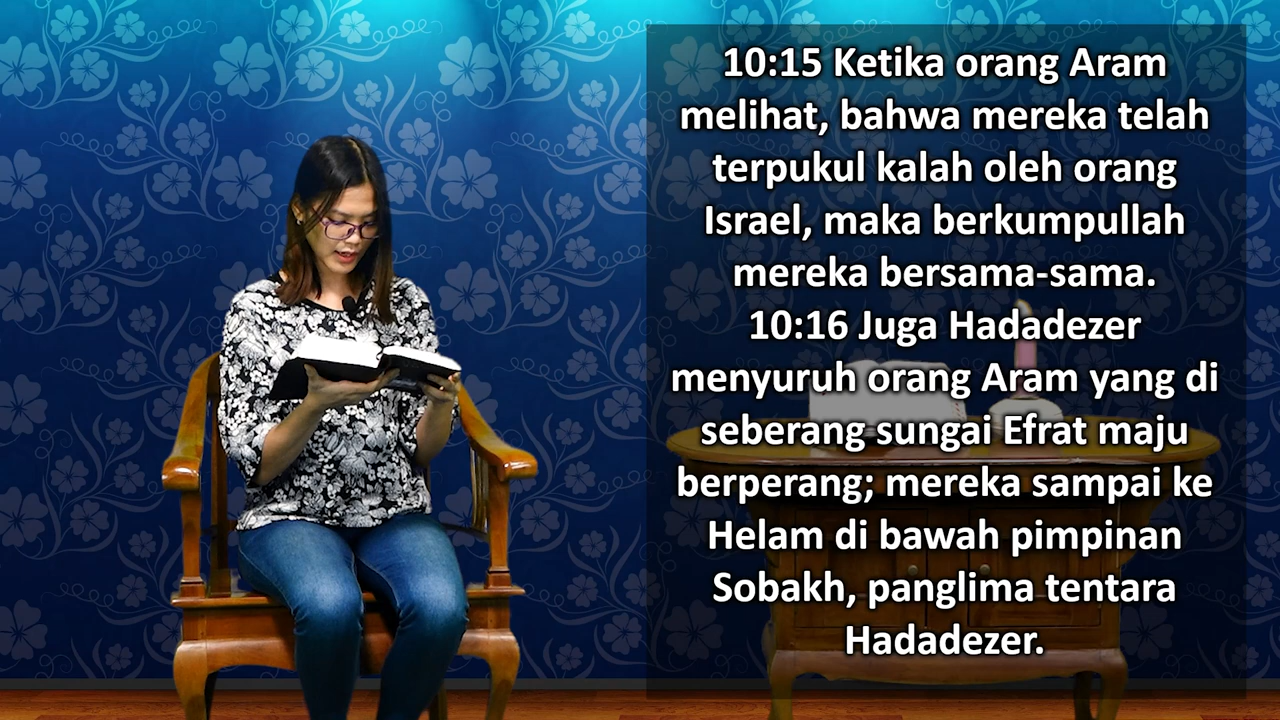 10:15 Ketika orang Aram
melihat, bahwa mereka telah
terpukul kalah oleh orang
Israel, maka berkumpullah
mereka bersama-sama.
10:16 Juga Hadadezer
menyuruh orang Aram yang di
seberang sungai Efrat maju
berperang; mereka sampai ke
Helam di bawah pimpinan
Sobakh, panglima tentara
Hadadezer.